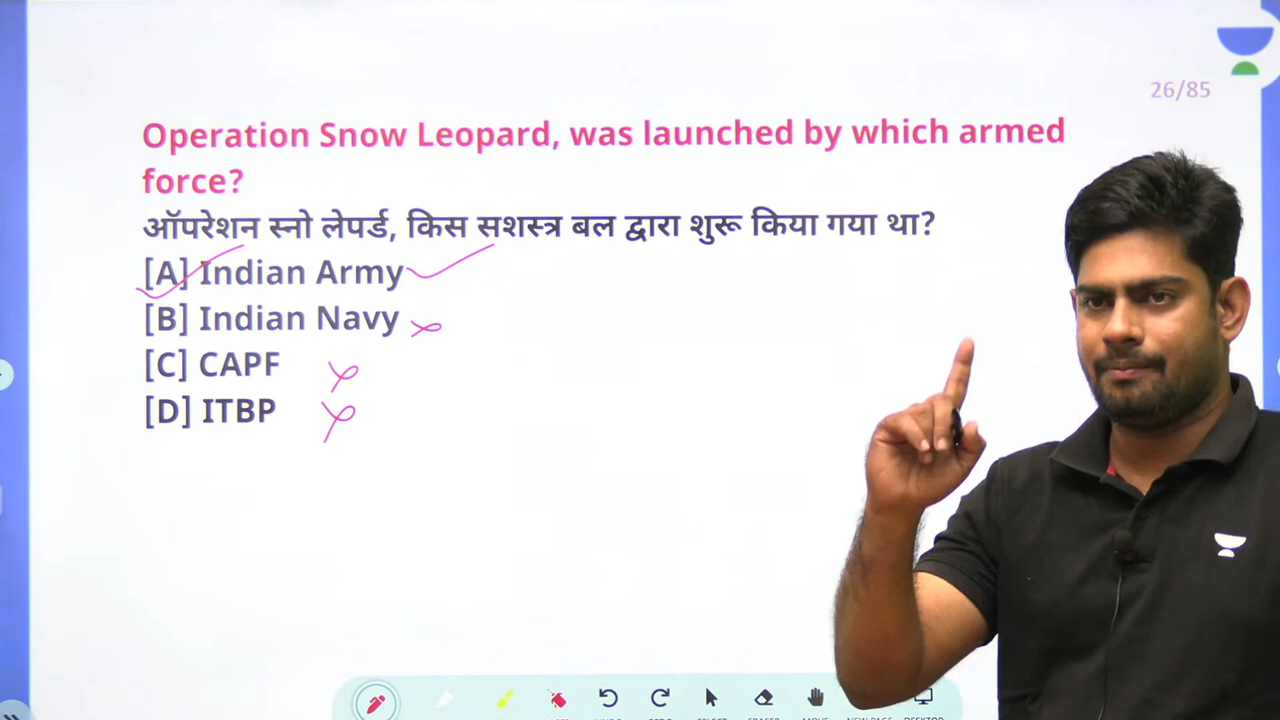 26/85
Operation Snow Leopard, was launched by which armed
force?
ऑपरेशन स्नो लेपर्ड, किस सशस्त्र बल द्वारा शुरू किया गया था?
[A] Indian Army
[B] Indian Navy
[C] CAPF
[D] ITBP